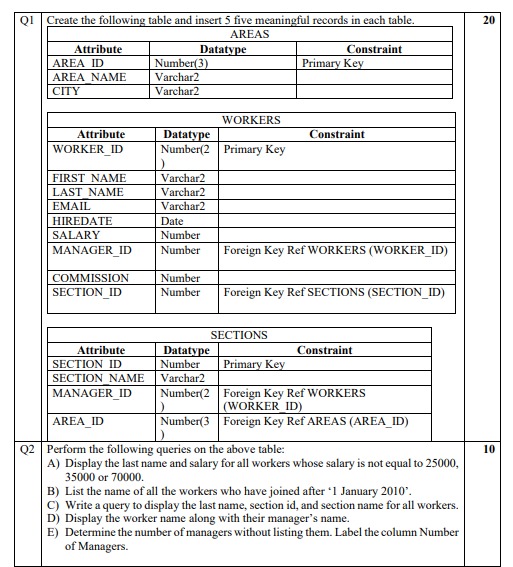 Q1 Create the following table and insert 5 five meaningful records in each table. 20
AREAS
Attribute Datatype Constraint
AREA_ID Number(3) Primary Key
AREA_NAME Varchar2
CITY Varchar2
WORKERS
Attribute Datatype Constraint
WORKER_ID Number(2 Primary Key
)
FIRST_NAME Varchar2
LAST_NAME Varchar2
EMAIL Varchar2
HIREDATE Date
SALARY Number
MANAGER_ID Number Foreign Key Ref WORKERS (WORKER_ID)
COMMISSION Number
SECTION_ID Number Foreign Key Ref SECTIONS (SECTION_ID)
SECTIONS
Attribute Datatype Constraint
SECTION_ID Number Primary Key
SECTION_NAME Varchar2
MANAGER_ID Number(2 Foreign Key Ref WORKERS
) (WORKER_ID)
AREA_ID Number(3 Foreign Key Ref AREAS (AREA_ID)
)
Q2 Perform the following queries on the above table: 10
A) Display the last name and salary for all workers whose salary is not equal to 25000,
35000 or 70000.
B) List the name of all the workers who have joined after ‘1 January 2010’.
C) Write a query to display the last name, section id, and section name for all workers.
D) Display the worker name along with their manager’s name.
E) Determine the number of managers without listing them. Label the column Number
of Managers.